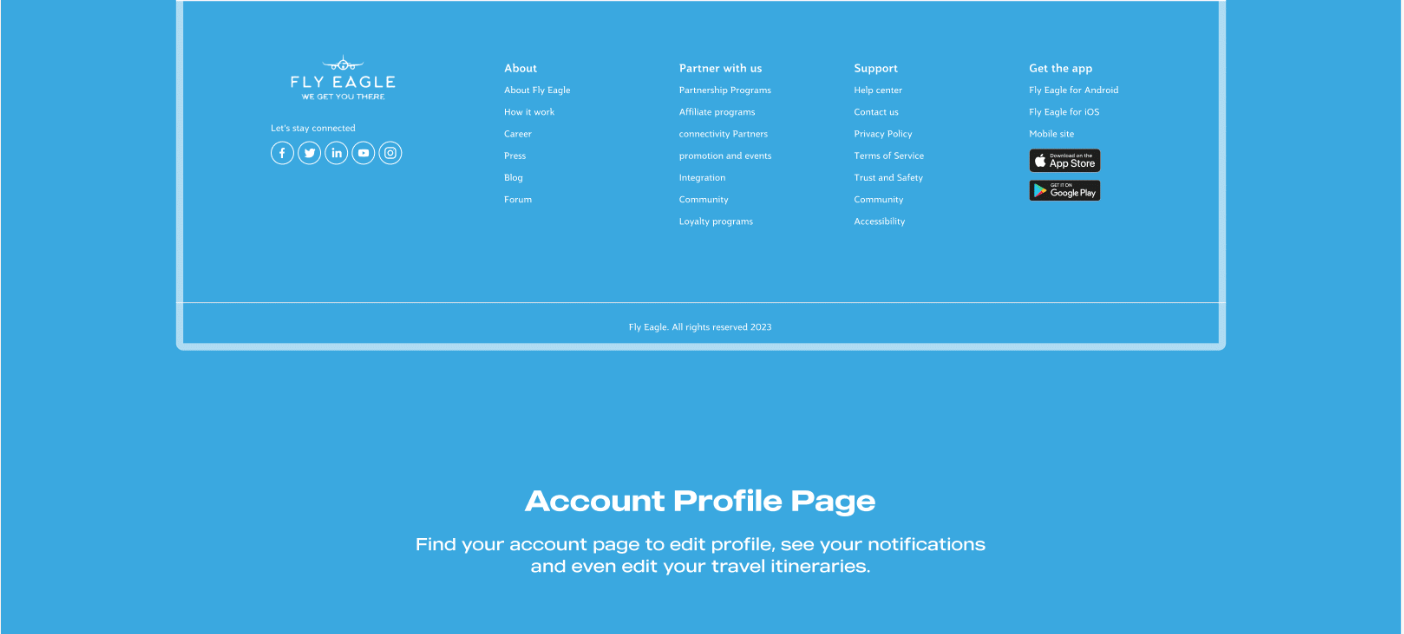 FLY EAGLE
WE GET YOU THERE
Let's stay connected
About
About Fly Eagle
How it work
Career
Press
Blog
Forum
Partner with us
Partnership Programs
Affiliate programs
connectivity Partners
promotion and events
Integration
Community
Loyalty programs
Support
Help center
Contact us
Privacy Policy
Terms of Service
Trust and Safety
Community
Accessibility
Get the app
Fly Eagle for Android
Fly Eagle for iOS
Mobile site
Download on the
App Store
GET IT ON
Google Play
Fly Eagle. All rights reserved 2023
Account Profile Page
Find your account page to edit profile, see your notifications
and even edit your travel itineraries.